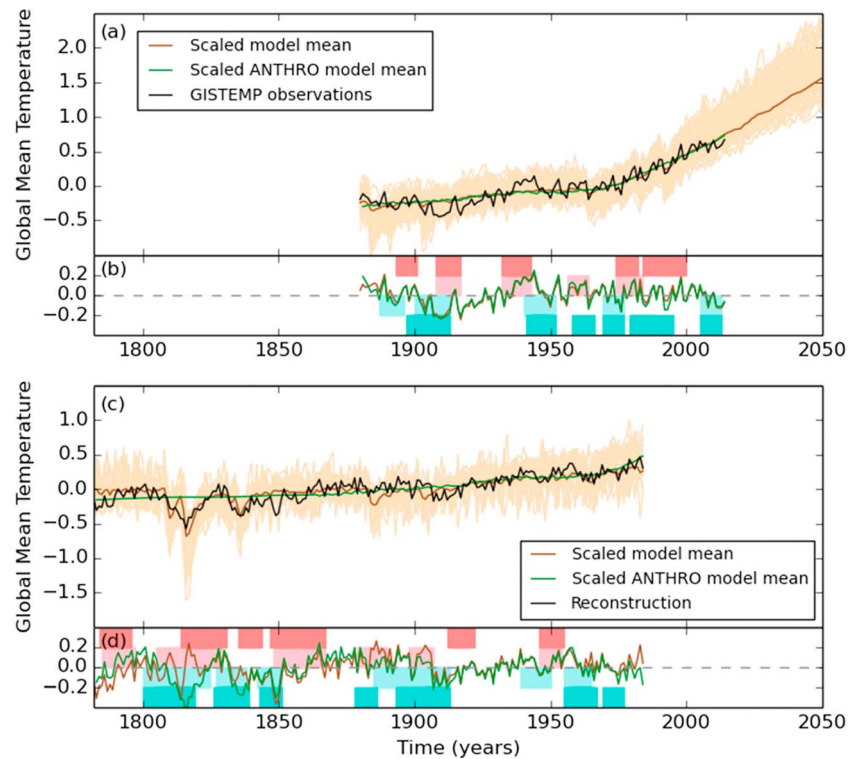 (a)
Scaled model mean
Scaled ANTHRO model mean
GISTEMP observations
Global Mean Temperature
2.0
1.5
1.0
0.5
0.0
−0.5
(b)
0.2
0.0
−0.2
1800 1850 1900 1950 2000 2050
(c)
Global Mean Temperature
1.0
0.5
0.0
−0.5
−1.0
−1.5
Scaled model mean
Scaled ANTHRO model mean
Reconstruction
(d)
0.2
0.0
−0.2
1800 1850 1900 1950 2000 2050
Time (years)